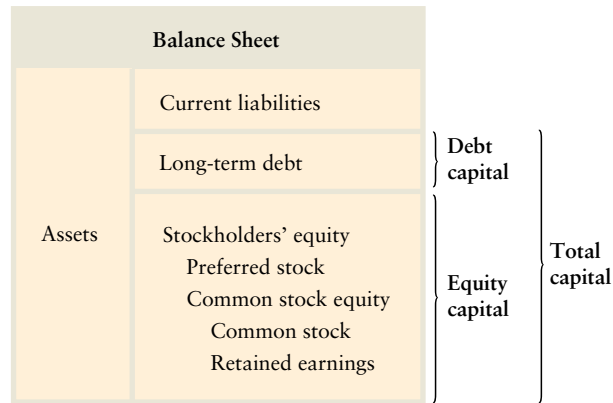 Balance Sheet
Current liabilities
Long-term debt
Debt
capital
Assets
Stockholders’ equity
Preferred stock
Common stock equity
Common stock
Retained earnings
Equity
capital
Total
capital